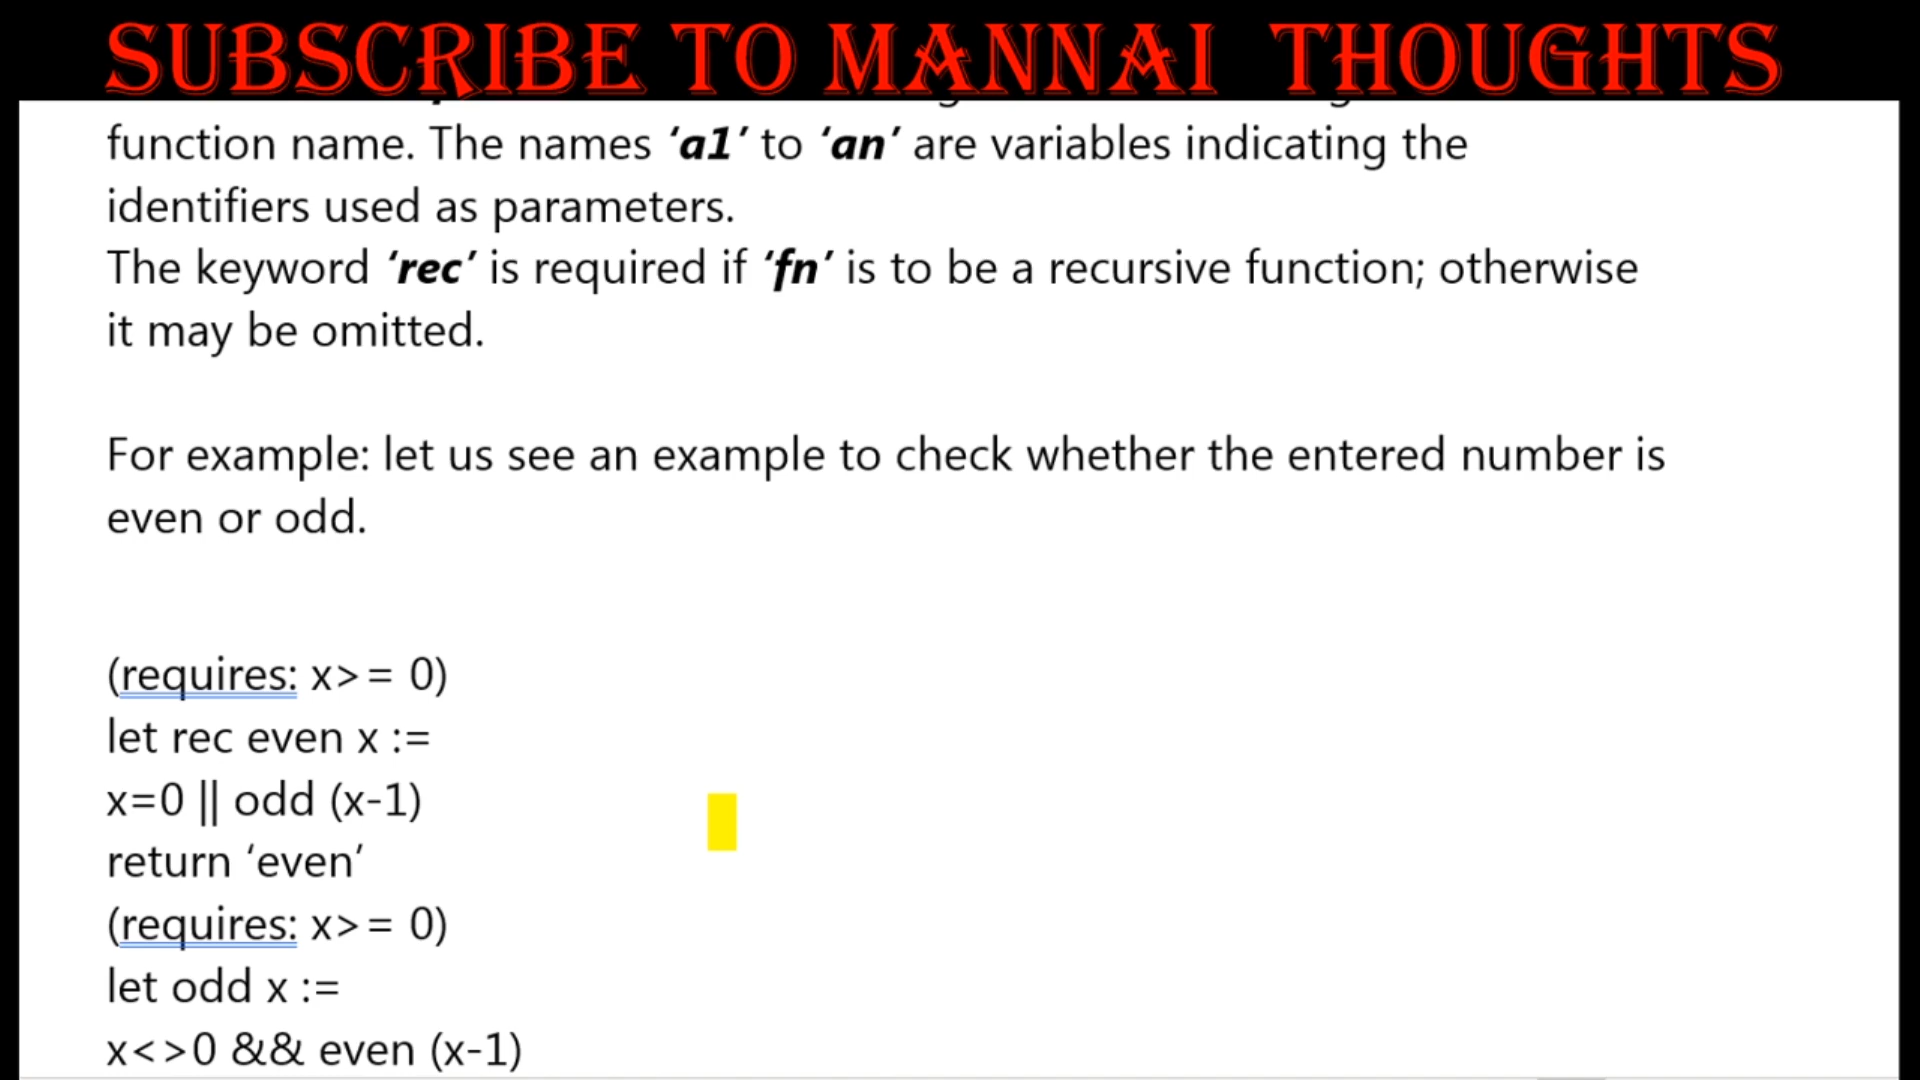 SUBSCRIBE TO MANNAI THOUGHTS
function name. The names ‘a1’ to ‘an’ are variables indicating the
identifiers used as parameters.
The keyword ‘rec’ is required if ‘fn’ is to be a recursive function; otherwise
it may be omitted.
For example: let us see an example to check whether the entered number is
even or odd.
(requires: x>= 0)
let rec even x :=
x=0 || odd (x-1)
return ‘even’
(requires: x>= 0)
let odd x :=
x<>0 && even (x-1)